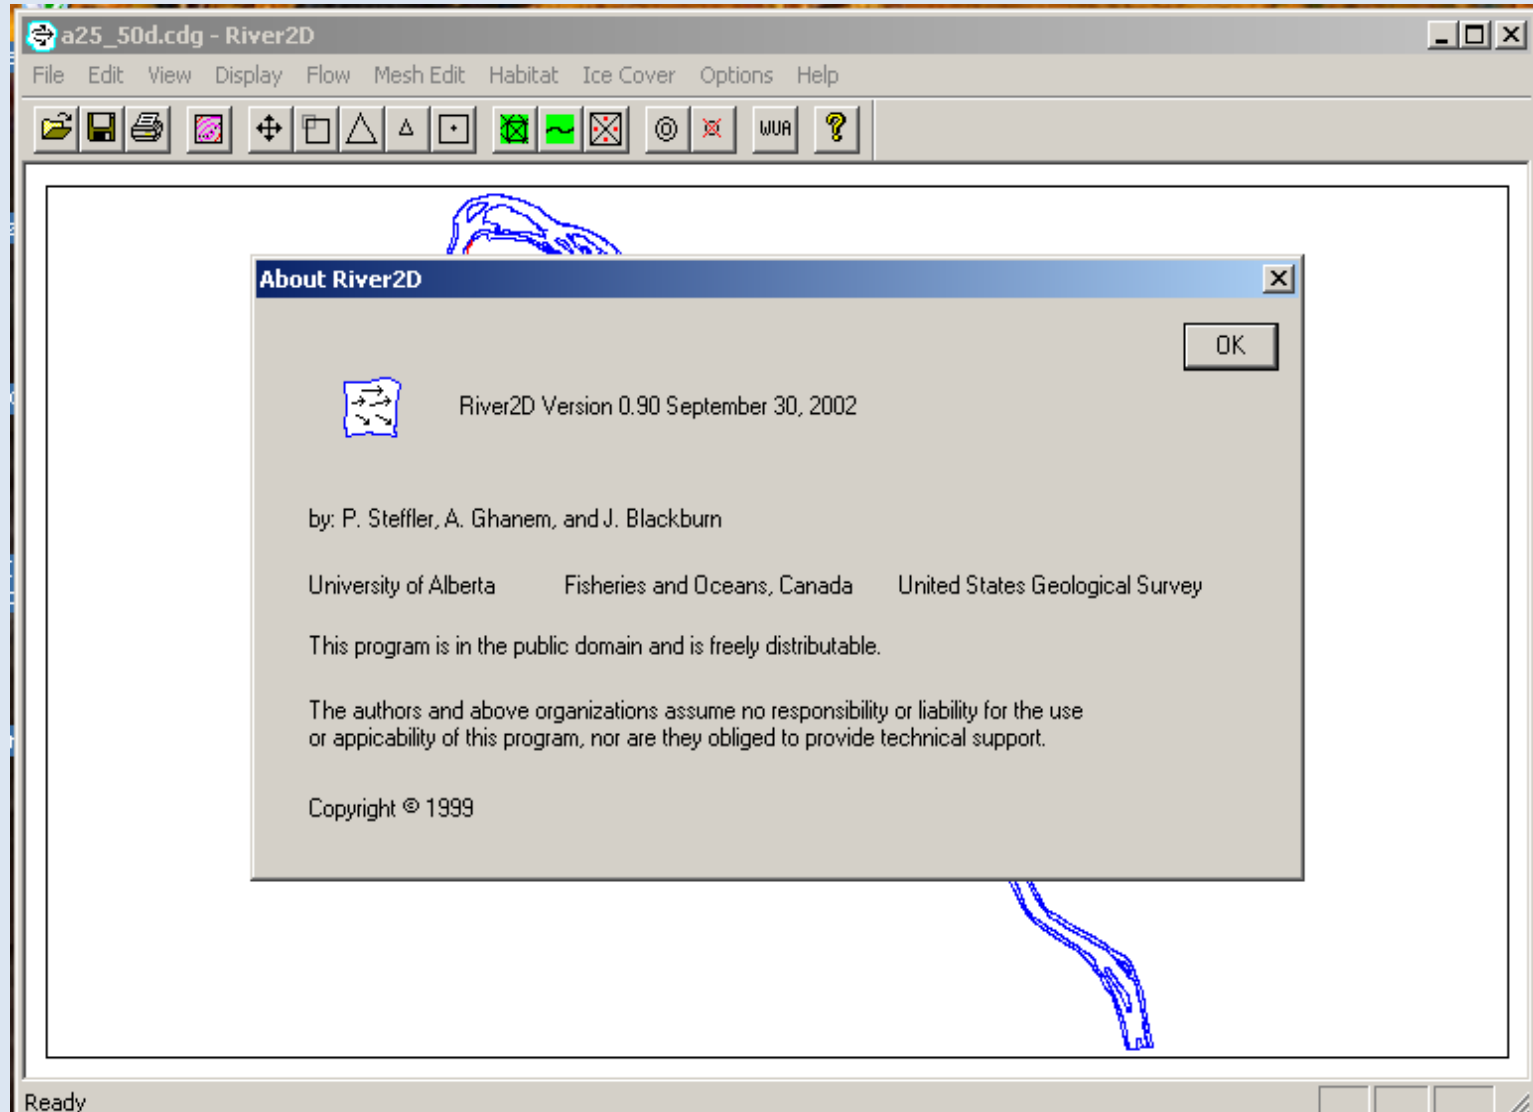 a25_50d.cdg - River2D
File Edit View Display Flow Mesh Edit Habitat Ice Cover Options Help
WUA ?
About River2D
OK
River2D Version 0.90 September 30, 2002
by: P. Steffler, A. Ghanem, and J. Blackburn
University of Alberta Fisheries and Oceans, Canada United States Geological Survey
This program is in the public domain and is freely distributable.
The authors and above organizations assume no responsibility or liability for the use
or appicability of this program, nor are they obliged to provide technical support.
Copyright © 1999
Ready